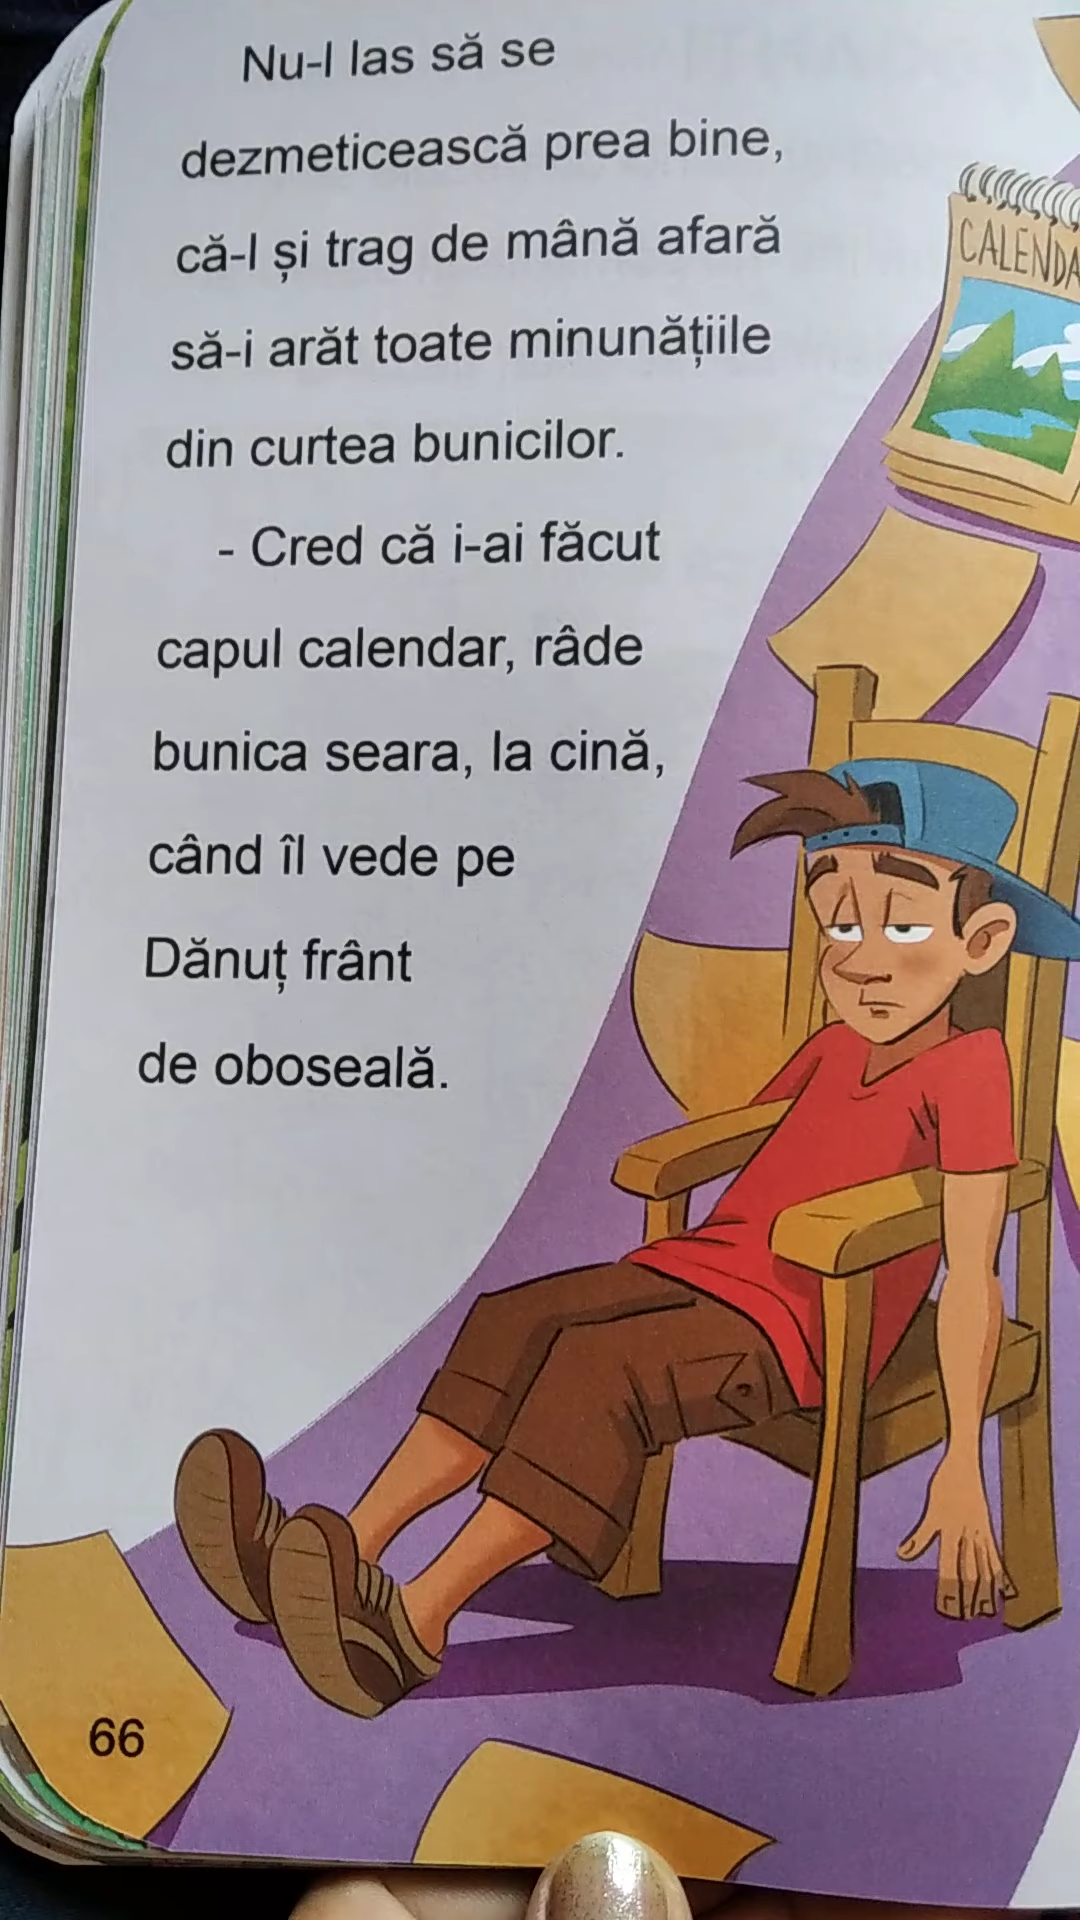 Nu-l las să se
dezmeticească prea bine,
că-l și trag de mână afară
să-i arăt toate minunățiile
din curtea bunicilor.
- Cred că i-ai făcut
capul calendar, râde
bunica seara, la cină,
când îl vede pe
Dănuț frânt
de oboseală.
CALENDA
66